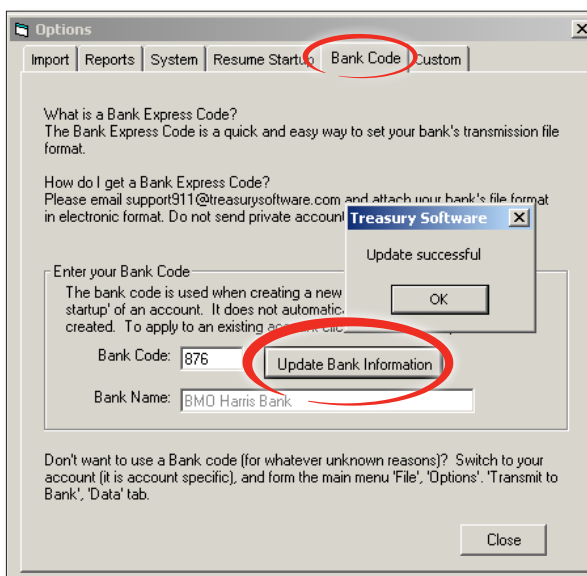 Options
Import Reports System Resume Startup Bank Code Custom
What is a Bank Express Code?
The Bank Express Code is a quick and easy way to set your bank's transmission file
format.
How do I get a Bank Express Code?
Please email support911@treasurysoftware.com and attach your bank's file format
in electronic format. Do not send private account
Treasury Software
Update successful
OK
Enter your Bank Code
The bank code is used when creating a new
startup' of an account. It does not automatic
created. To apply to an existing
Bank Code: 876 Update Bank Information
Bank Name: BMO Harris Bank
Don't want to use a Bank code (for whatever unknown reasons)? Switch to your
account (it is account specific), and form the main menu 'File', 'Options'. 'Transmit to
Bank', 'Data' tab.
Close